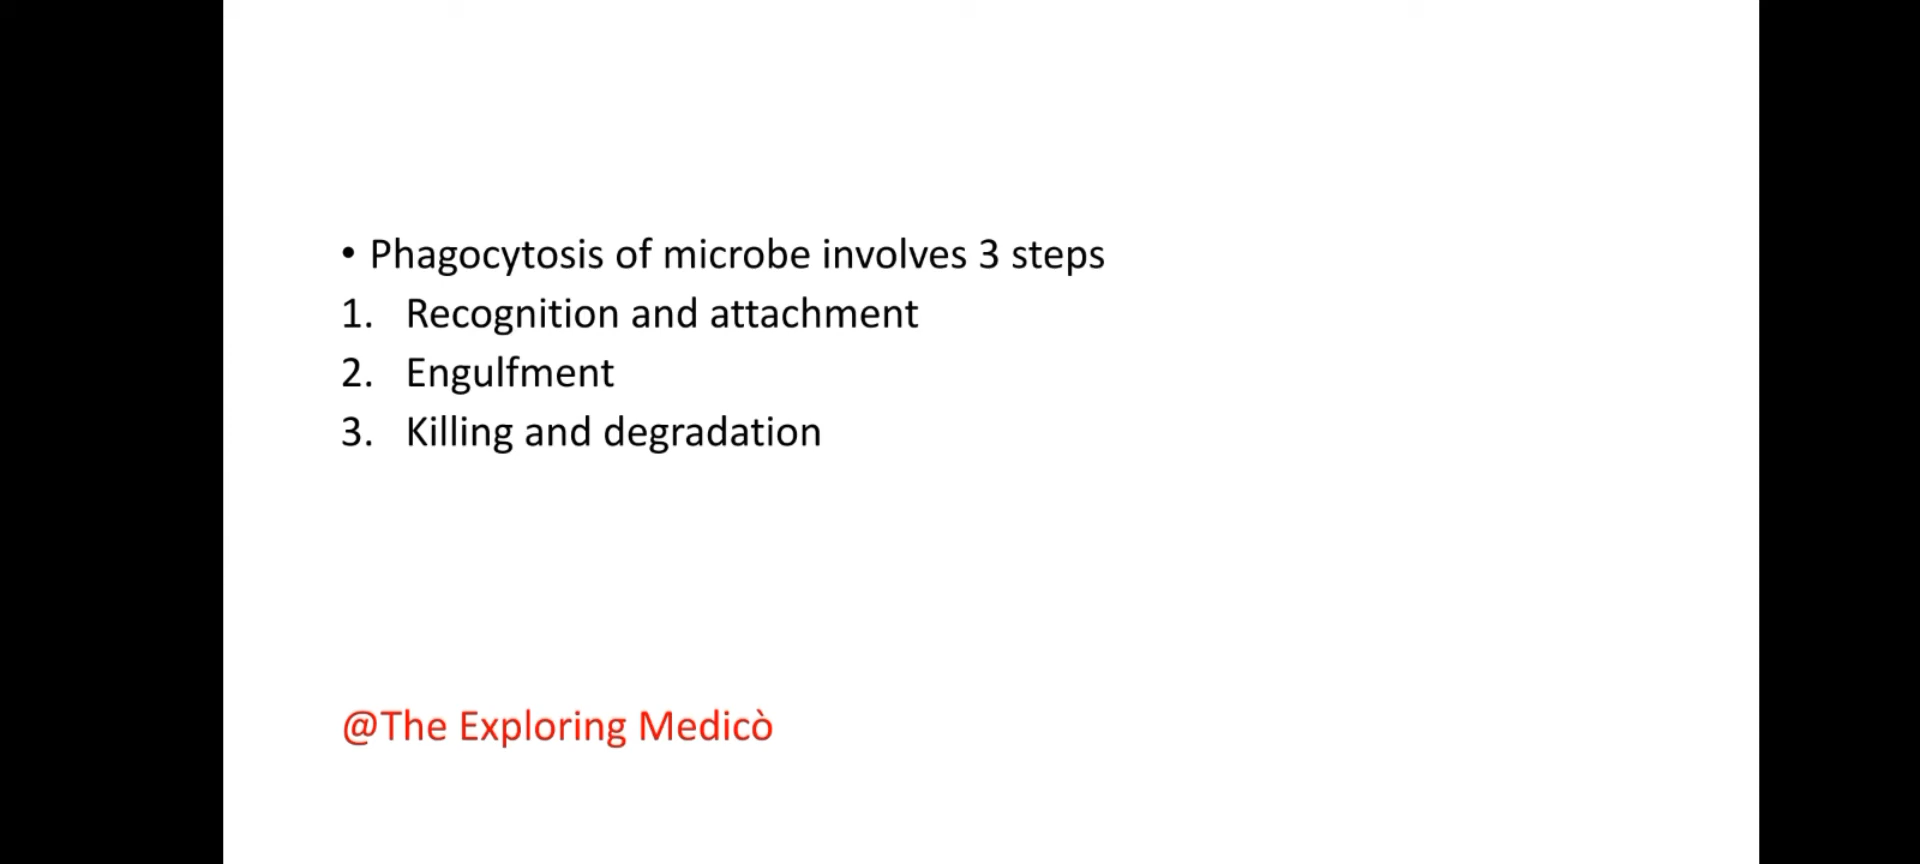 • Phagocytosis of microbe involves 3 steps
1. Recognition and attachment
2. Engulfment
3. Killing and degradation
@The Exploring Medicò